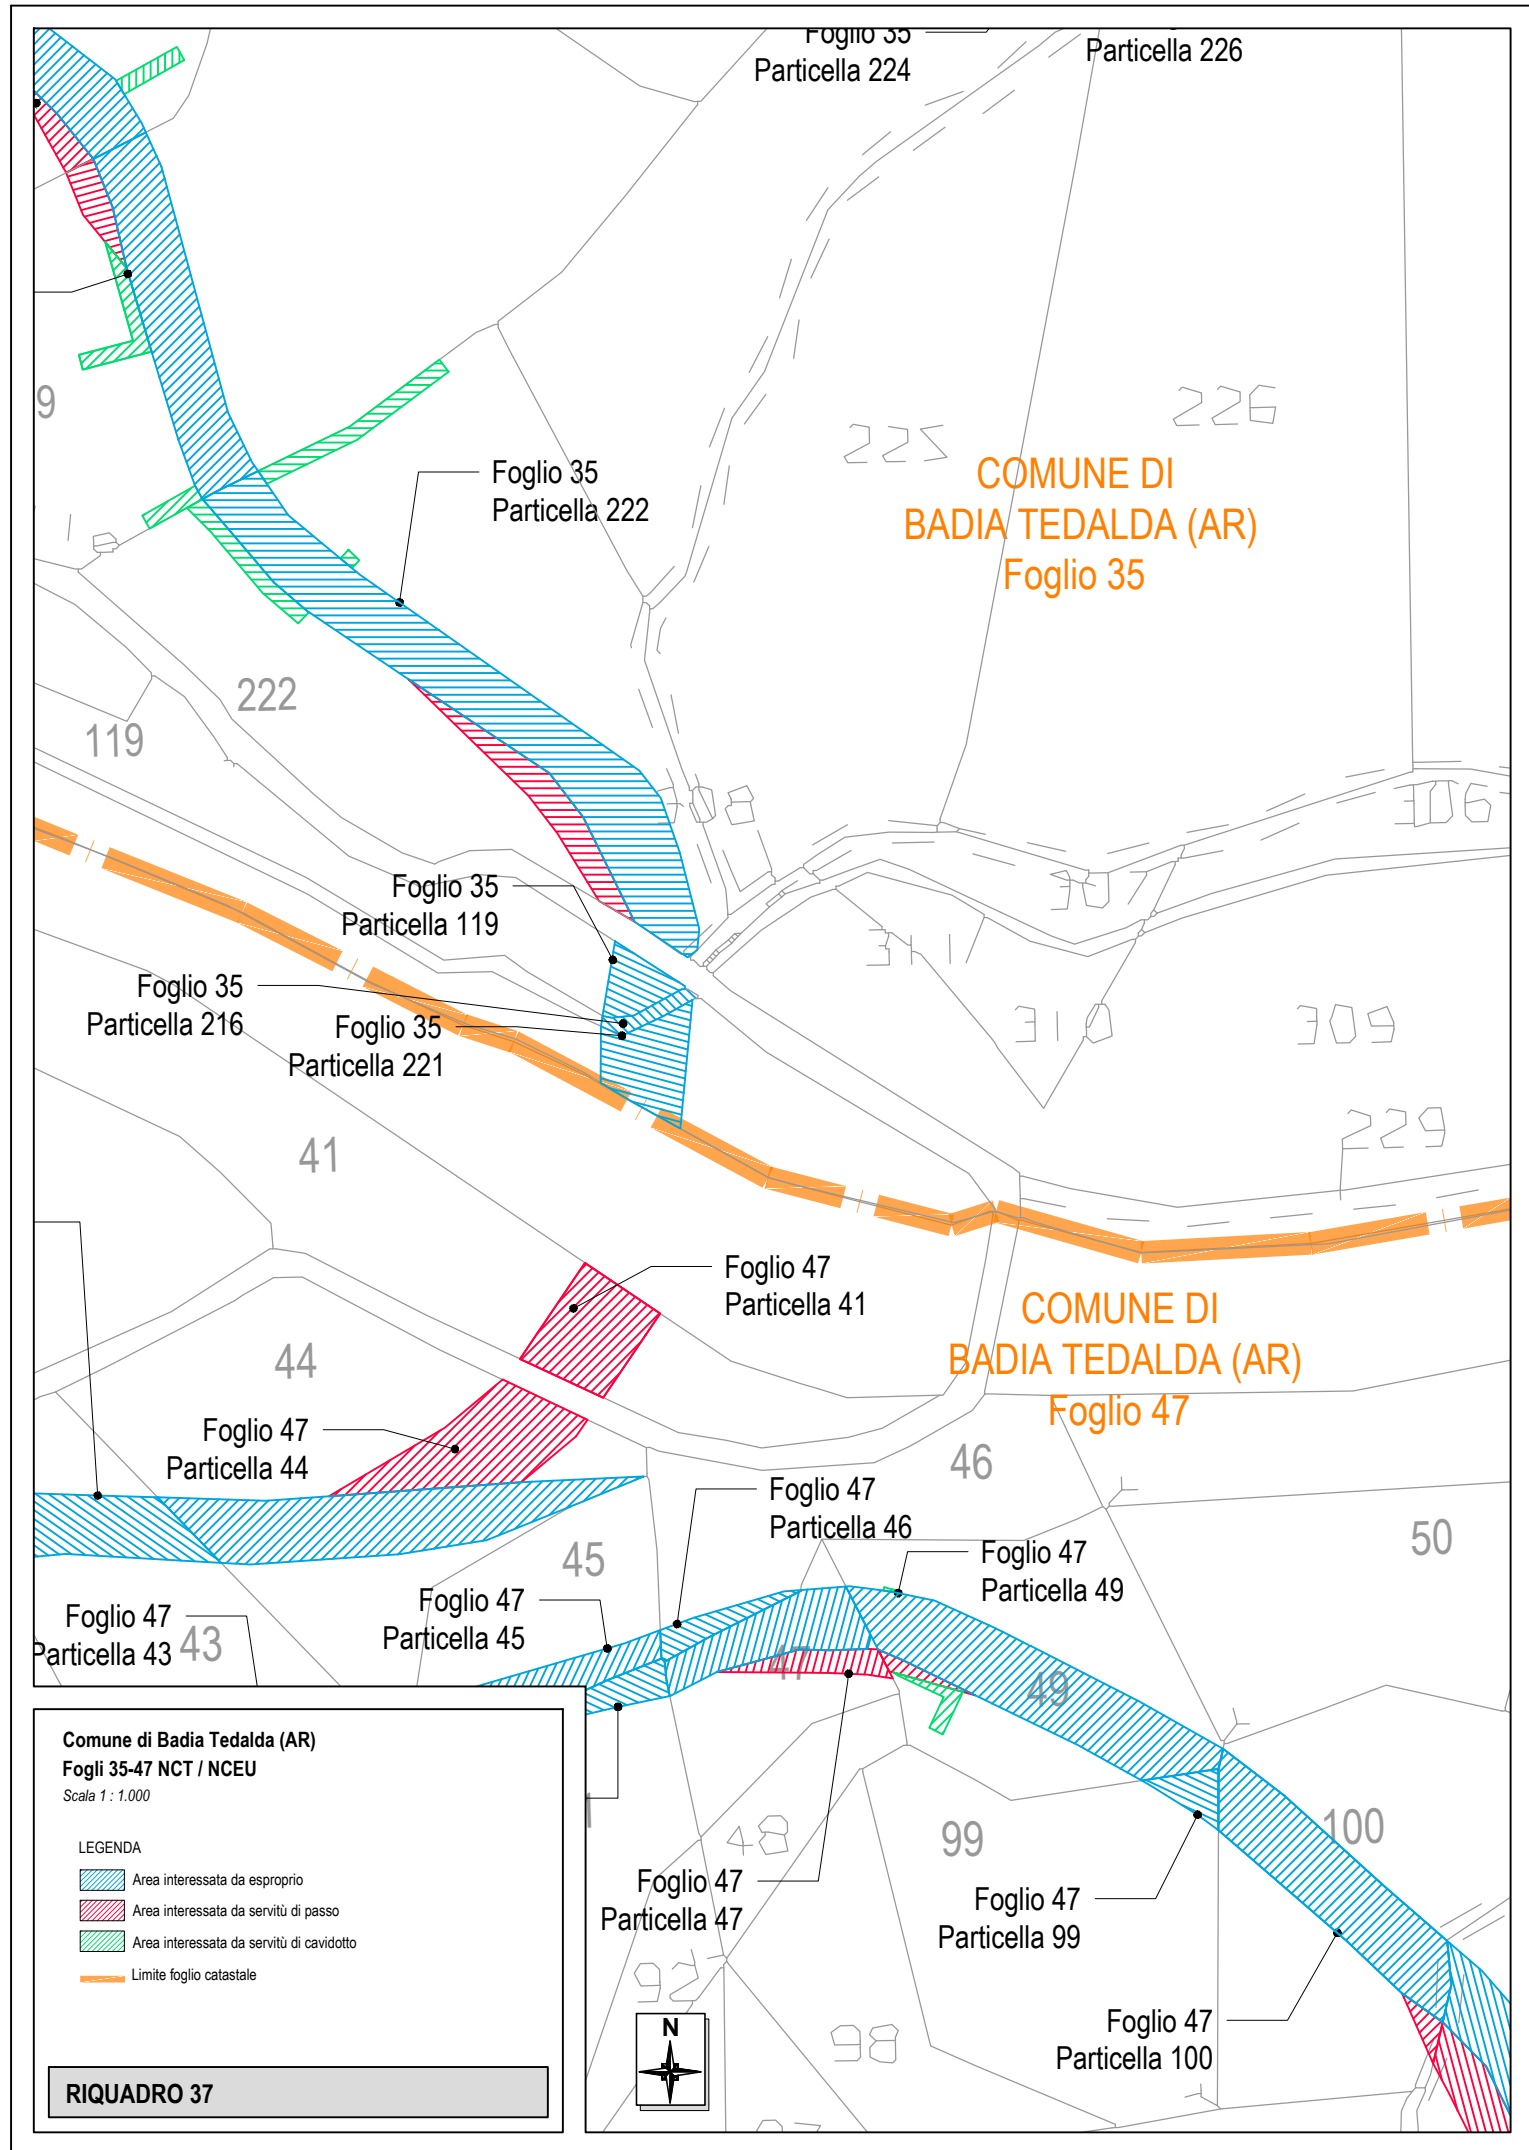 Foglio 35
Particella 224
Particella 226
9
226
225
Foglio 35
Particella 222
COMUNE DI
BADIA TEDALDA (AR)
Foglio 35
222
119
306
Foglio 35
Particella 119
307
311
Foglio 35
Particella 216
Foglio 35
Particella 221
310
309
229
41
Foglio 47
Particella 41
COMUNE DI
BADIA TEDALDA (AR)
Foglio 47
44
Foglio 47
Particella 44
46
Foglio 47
Particella 46
50
45
Foglio 47
Particella 49
Foglio 47
Particella 45
Foglio 47
Particella 43
43
47
49
Comune di Badia Tedalda (AR)
Fogli 35-47 NCT / NCEU
Scala 1 : 1.000
LEGENDA
Area interessata da esproprio
Area interessata da servitù di passo
Area interessata da servitù di cavidotto
Limite foglio catastale
RIQUADRO 37
48
99
100
Foglio 47
Particella 47
Foglio 47
Particella 99
92
98
N
Foglio 47
Particella 100